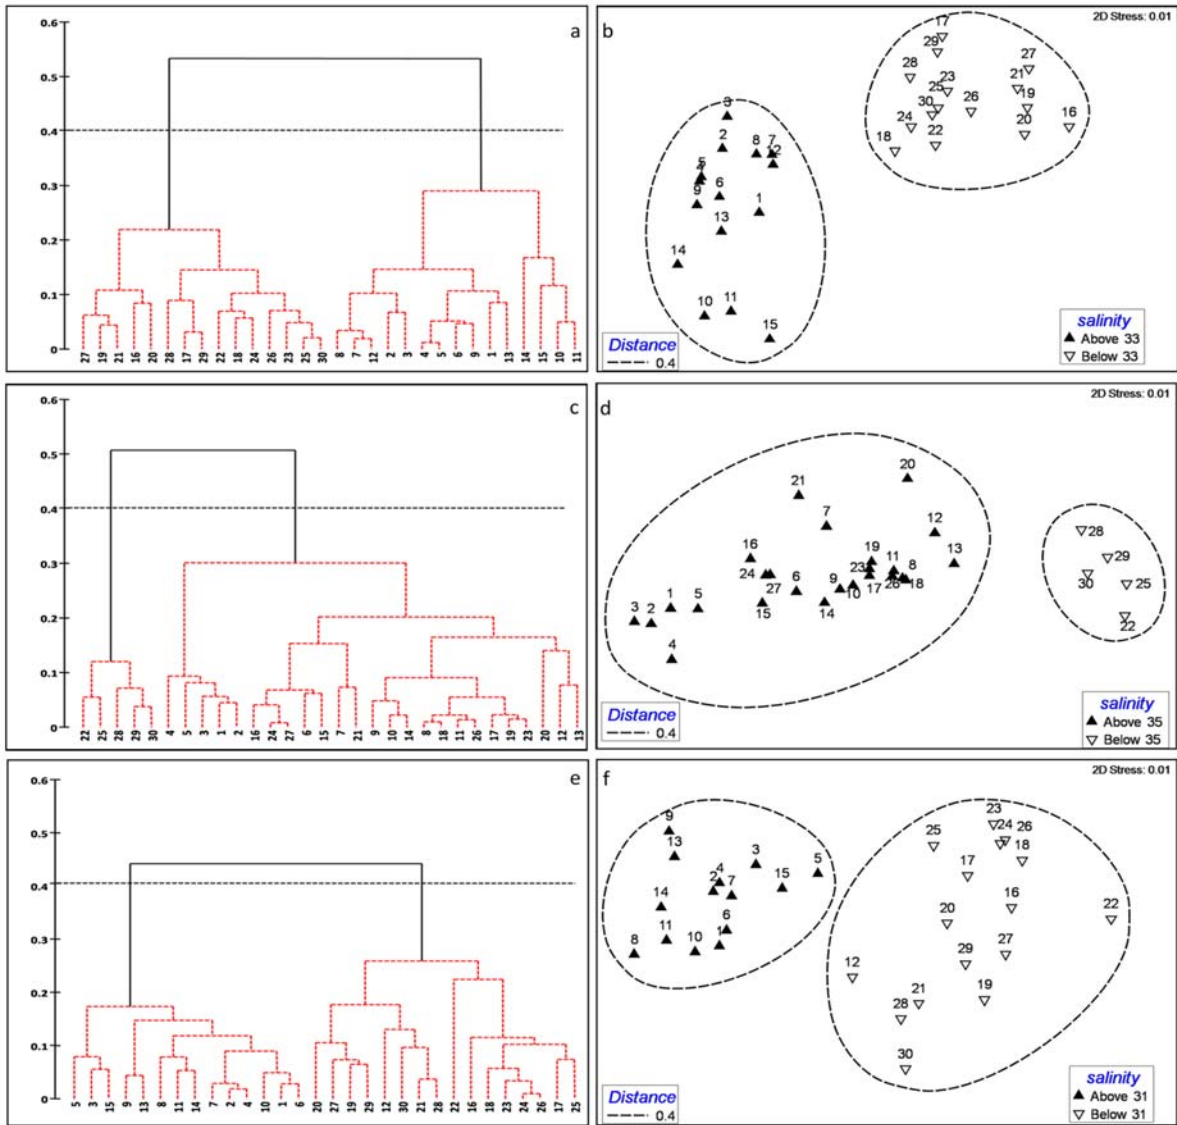 a
0.6
0.5
0.4
0.3
0.2
0.1
0
27 19 21 16 20 28 17 29 22 18 24 26 23 25 30 8 7 12 2 3 4 5 6 9 1 13 14 15 10 11
b
2D Stress: 0.01
17
29
28
27
23 21
25
30 26 19
24 20 16
18 22
3
2 8 7
12
5
4
9 6 1
13
14
10 11
15
Distance
0.4
salinity
Above 33
Below 33
c
0.6
0.5
0.4
0.3
0.2
0.1
0
22 25 28 29 30 4 5 3 1 2 16 24 27 6 15 7 21 9 10 14 8 18 11 26 17 19 23 20 12 13
d
2D Stress: 0.01
20
21
7 12
16 19 11 8 13
24 23
27 6 9 10 17 26 18
1 5 15 14
3 2
4
28
29
30 25
22
Distance
0.4
salinity
Above 35
Below 35
e
0.6
0.5
0.4
0.3
0.2
0.1
0
5 3 15 9 13 8 11 14 7 2 4 10 1 6 20 27 19 29 12 30 21 28 22 16 18 23 24 26 17 25
f
2D Stress: 0.01
9
13 3 5
4 15
2 7
14
11 6
8 10 1
23
25 24 26
18
17
16
20 22
27
12 29
21 19
28
30
Distance
0.4
salinity
Above 31
Below 31